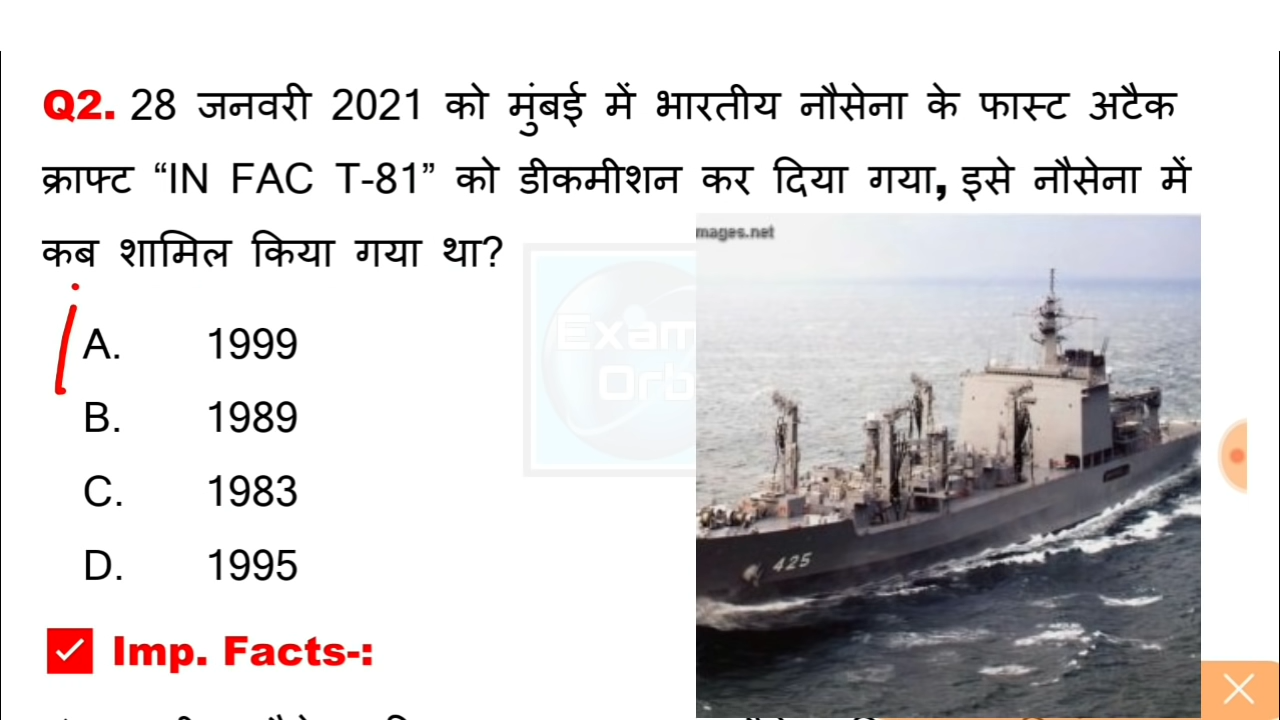 Q2. 28 जनवरी 2021 को मुंबई में भारतीय नौसेना के फास्ट अटैक
क्राफ्ट “IN FAC T-81” को डीकमीशन कर दिया गया, इसे नौसेना में
कब शामिल किया गया था?
mages.net
A. 1999
Exam
Orb
B. 1989
C. 1983
425
D. 1995
Imp. Facts-: